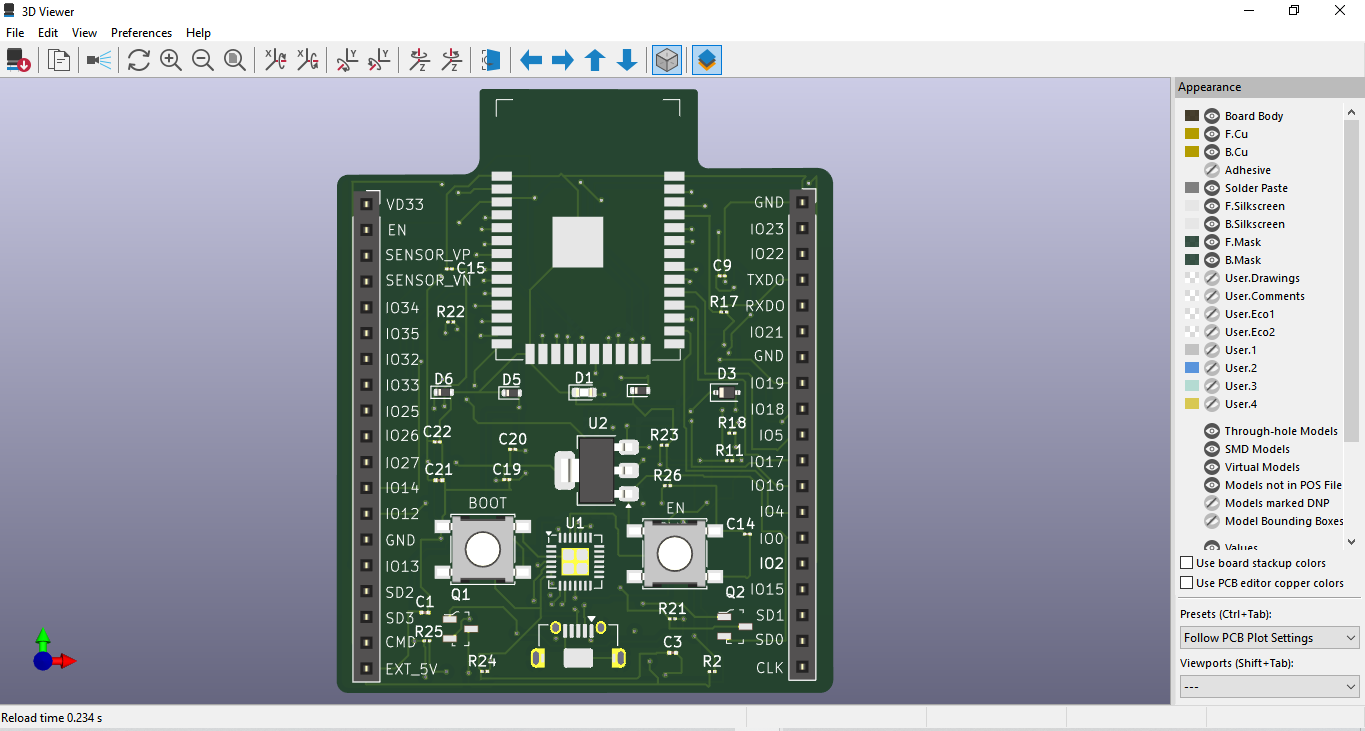 3D Viewer
File Edit View Preferences Help
Appearance
Board Body
F.Cu
B.Cu
Adhesive
Solder Paste
F.Silkscreen
B.Silkscreen
F.Mask
B.Mask
User.Drawings
User.Comments
User.Eco1
User.Eco2
User.1
User.2
User.3
User.4
Through-hole Models
SMD Models
Virtual Models
Models not in POS File
Models marked DNP
Model Bounding Boxes
Values
Use board stackup colors
Use PCB editor copper colors
Presets (Ctrl+Tab):
Follow PCB Plot Settings
Viewports (Shift+Tab):
---
VD33
EN
SENSOR_VP
SENSOR_VN
IO34
IO35
IO32
IO33
IO25
IO26
IO27
IO14
IO12
GND
IO13
SD2
SD3
CMD
EXT_5V
C15
R22
D6
D5
D1
D3
C22
C20
U2
R23
R18
R11
C21
C19
R26
BOOT
EN
U1
C14
Q1
Q2
C1
R21
R25
C3
R24
R2
C9
R17
GND
IO23
IO22
TXDO
RXDO
IO21
GND
IO19
IO18
IO5
IO17
IO16
IO4
IO0
IO2
IO15
SD1
SD0
CLK
X
X
Y
Y
Z
Z
Reload time 0.234 s